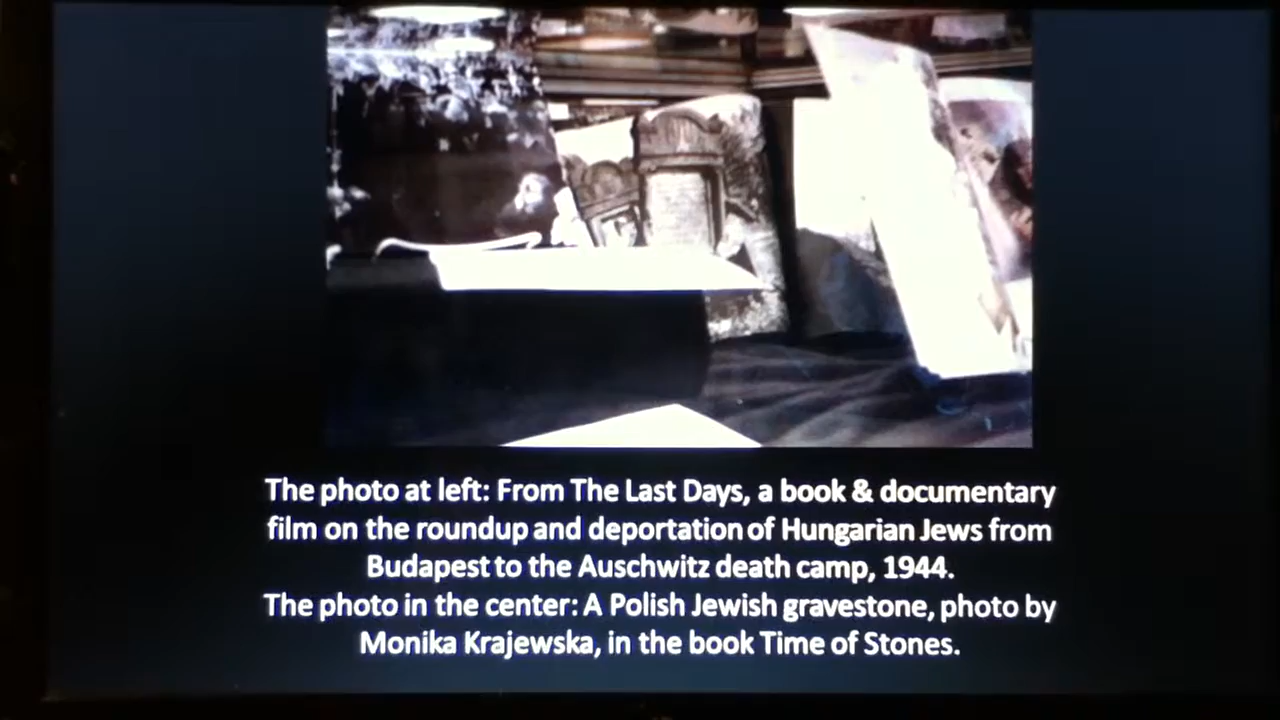 The photo at left: From The Last Days, a book & documentary
film on the roundup and deportation of Hungarian Jews from
Budapest to the Auschwitz death camp, 1944.
The photo in the center: A Polish Jewish gravestone, photo by
Monika Krajewska, in the book Time of Stones.